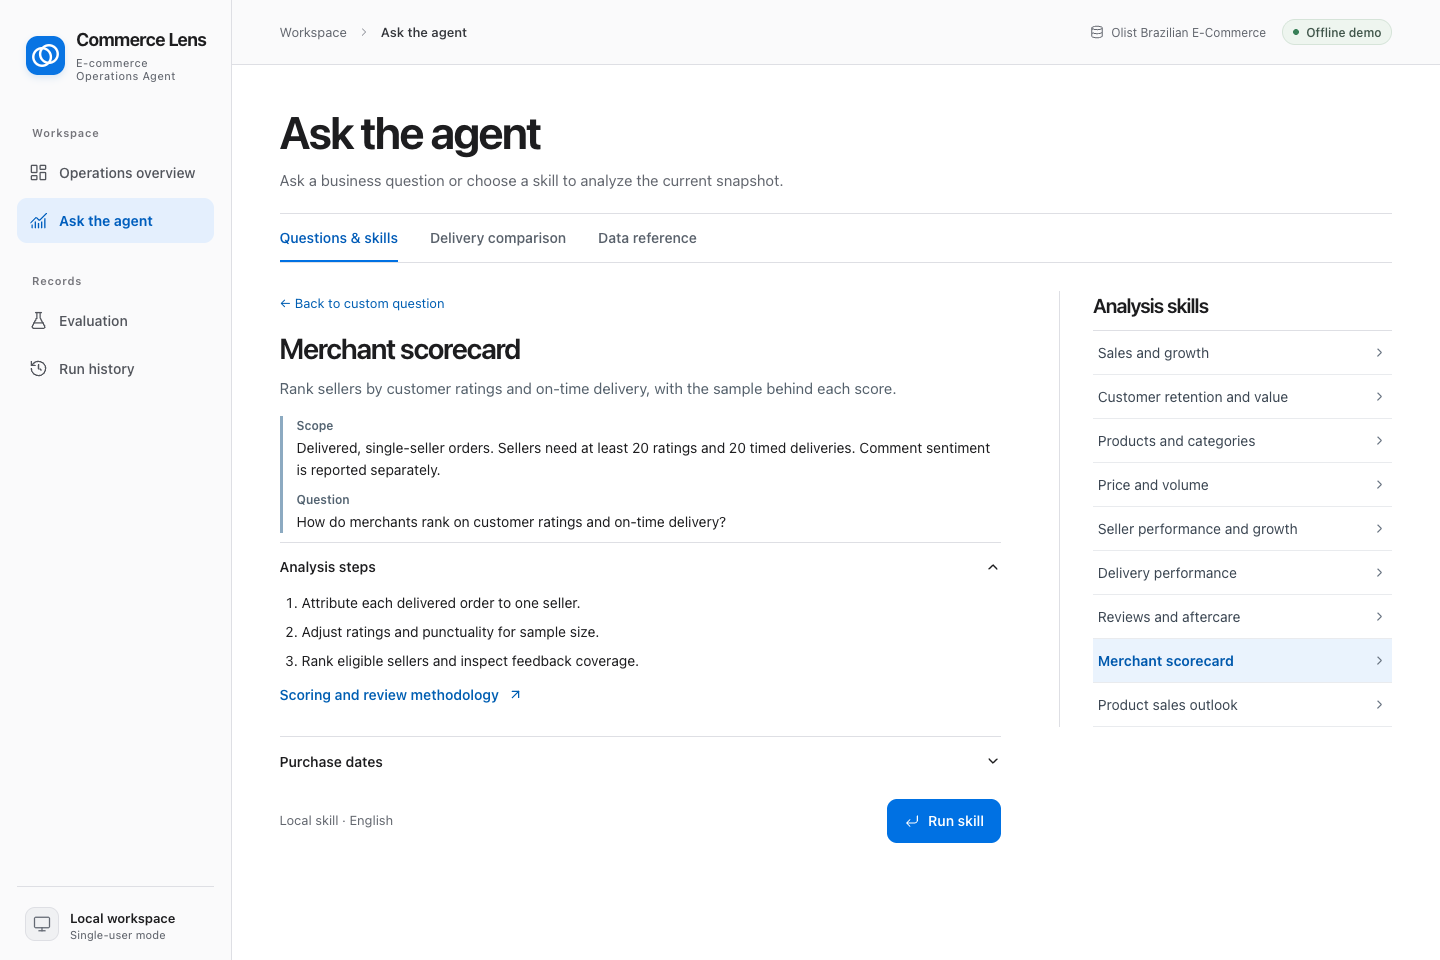 Commerce Lens
E-commerce
Operations Agent
Workspace
Operations overview
Ask the agent
Records
Evaluation
Run history
Local workspace
Single-user mode
Workspace
Ask the agent
Olist Brazilian E-Commerce
Offline demo
Ask the agent
Ask a business question or choose a skill to analyze the current snapshot.
Questions & skills
Delivery comparison
Data reference
← Back to custom question
Merchant scorecard
Rank sellers by customer ratings and on-time delivery, with the sample behind each score.
Scope
Delivered, single-seller orders. Sellers need at least 20 ratings and 20 timed deliveries. Comment sentiment
is reported separately.
Question
How do merchants rank on customer ratings and on-time delivery?
Analysis steps
1. Attribute each delivered order to one seller.
2. Adjust ratings and punctuality for sample size.
3. Rank eligible sellers and inspect feedback coverage.
Scoring and review methodology
Purchase dates
Local skill · English
Run skill
Analysis skills
Sales and growth
Customer retention and value
Products and categories
Price and volume
Seller performance and growth
Delivery performance
Reviews and aftercare
Merchant scorecard
Product sales outlook